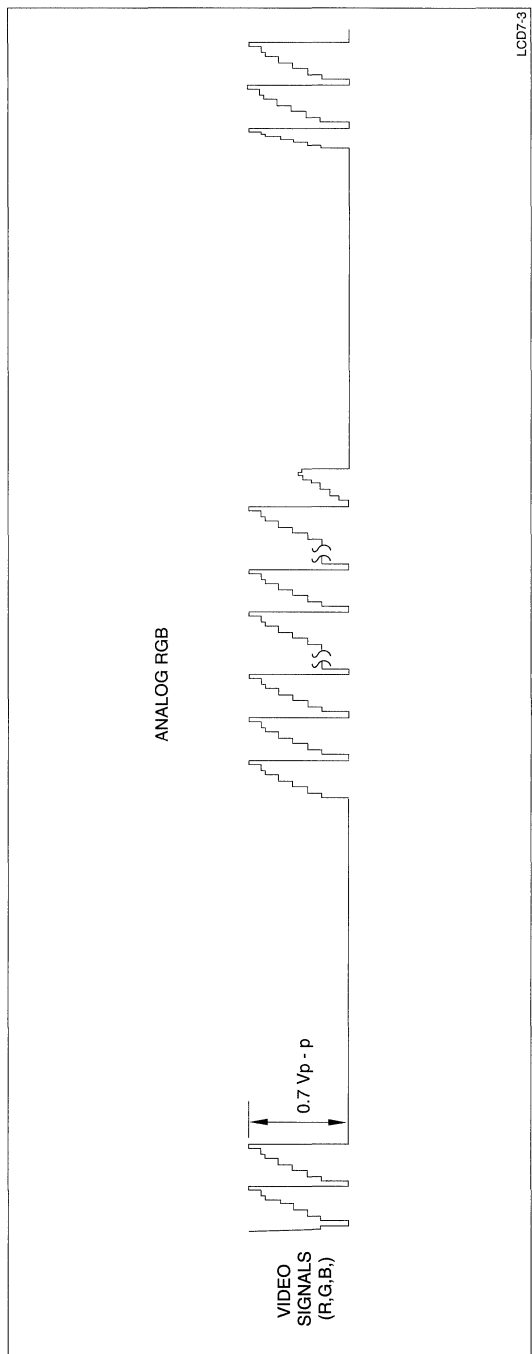 ANALOG RGB
0.7 Vp - p
VIDEO
SIGNALS
(R,G,B,)
LCD7-3